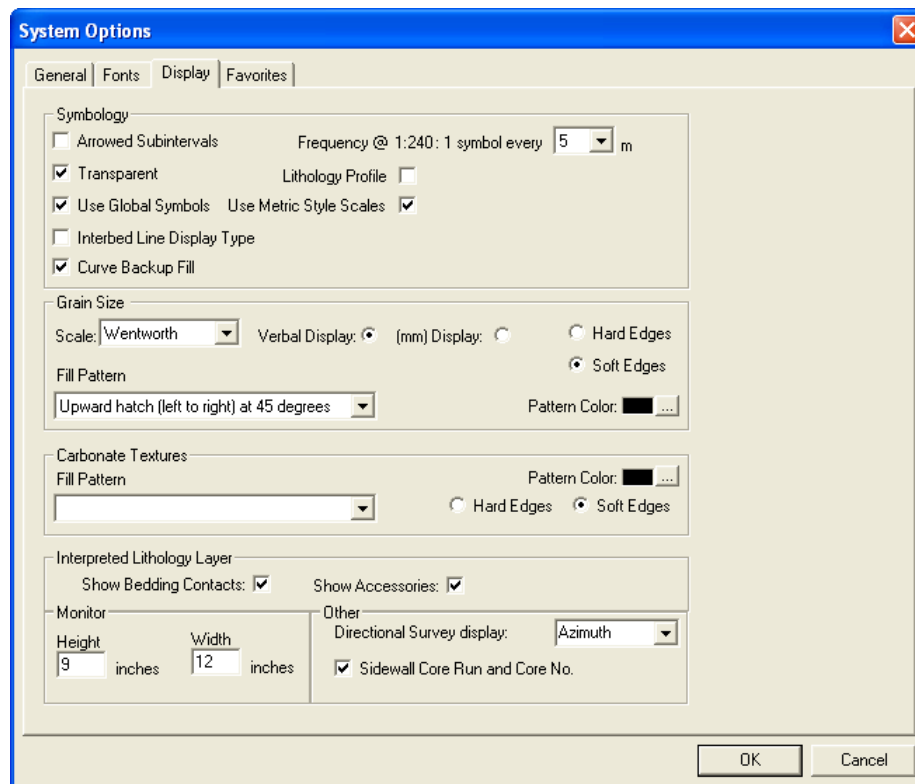 System Options
General Fonts Display Favorites
Symbology
Arrowed Subintervals Frequency @ 1:240: 1 symbol every 5 m
Transparent Lithology Profile
Use Global Symbols Use Metric Style Scales
Interbed Line Display Type
Curve Backup Fill
Grain Size
Scale: Wentworth Verbal Display: (mm) Display: Hard Edges
Soft Edges
Fill Pattern
Upward hatch (left to right) at 45 degrees Pattern Color: ...
Carbonate Textures
Fill Pattern Pattern Color: ...
Hard Edges Soft Edges
Interpreted Lithology Layer
Show Bedding Contacts: Show Accessories:
Monitor Other
Height Width Directional Survey display: Azimuth
9 inches 12 inches Sidewall Core Run and Core No.
OK Cancel